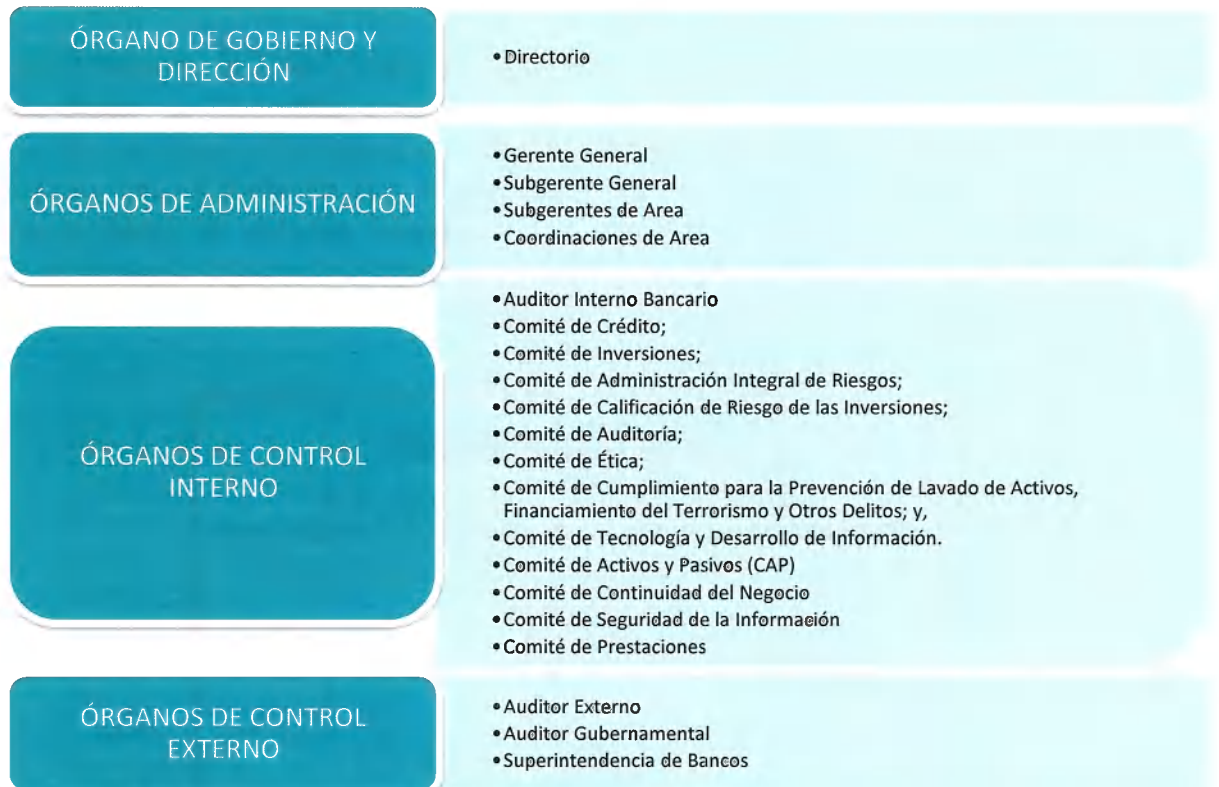 ÓRGANO DE GOBIERNO Y
DIRECCIÓN
•Directorio
ÓRGANOS DE ADMINISTRACIÓN
•Gerente General
•Subgerente General
•Subgerentes de Area
•Coordinaciones de Area
ÓRGANOS DE CONTROL
INTERNO
•Auditor Interno Bancario
•Comité de Crédito;
•Comité de Inversiones;
•Comité de Administración Integral de Riesgos;
•Comité de Calificación de Riesgo de las Inversiones;
•Comité de Auditoría;
•Comité de Ética;
•Comité de Cumplimiento para la Prevención de Lavado de Activos,
Financiamiento del Terrorismo y Otros Delitos; y,
•Comité de Tecnología y Desarrollo de Información.
•Comité de Activos y Pasivos (CAP)
•Comité de Continuidad del Negocio
•Comité de Seguridad de la Información
•Comité de Prestaciones
ÓRGANOS DE CONTROL
EXTERNO
•Auditor Externo
•Auditor Gubernamental
•Superintendencia de Bancos